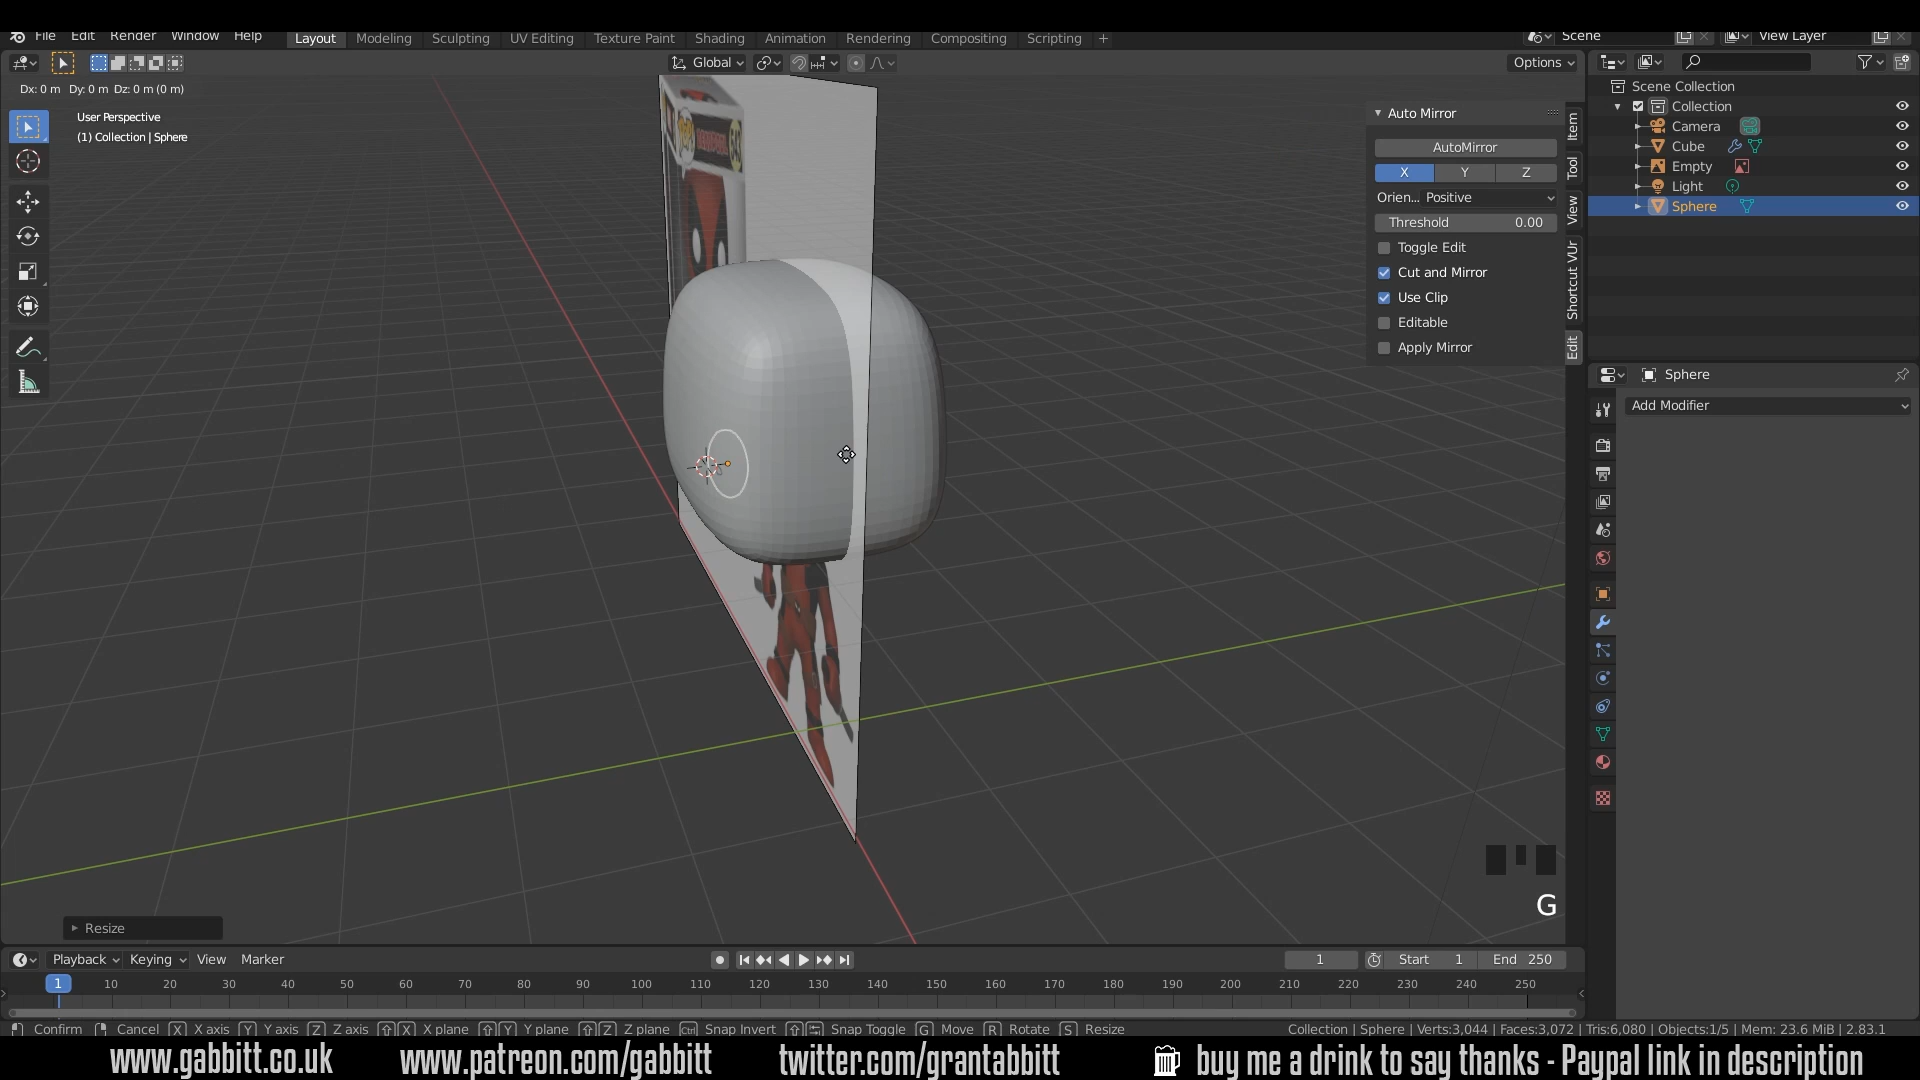 File Edit Render Window Help
Layout Modeling Sculpting UV Editing Texture Paint Shading Animation Rendering Compositing Scripting +
Scene
View Layer
Global
Options
Dx: 0 m Dy: 0 m Dz: 0 m (0 m)
User Perspective
(1) Collection | Sphere
Auto Mirror
AutoMirror
X Y Z
Orien... Positive
Threshold 0.00
Toggle Edit
Cut and Mirror
Use Clip
Editable
Apply Mirror
Item
Tool
View
Shortcut VUr
Edit
Scene Collection
Collection
Camera
Cube
Empty
Light
Sphere
Sphere
Add Modifier
G
Resize
Playback Keying View Marker
1
Start 1
End 250
1 10 20 30 40 50 60 70 80 90 100 110 120 130 140 150 160 170 180 190 200 210 220 230 240 250
Confirm Cancel X X axis Y Y axis Z Z axis X X plane Y Y plane Z Z plane Ctrl Snap Invert Snap Toggle G Move R Rotate S Resize
Collection | Sphere | Verts:3,044 | Faces:3,072 | Tris:6,080 | Objects:1/5 | Mem: 23.6 MiB | 2.83.1
www.gabbitt.co.uk www.patreon.com/gabbitt twitter.com/grantabbitt buy me a drink to say thanks - Paypal link in description